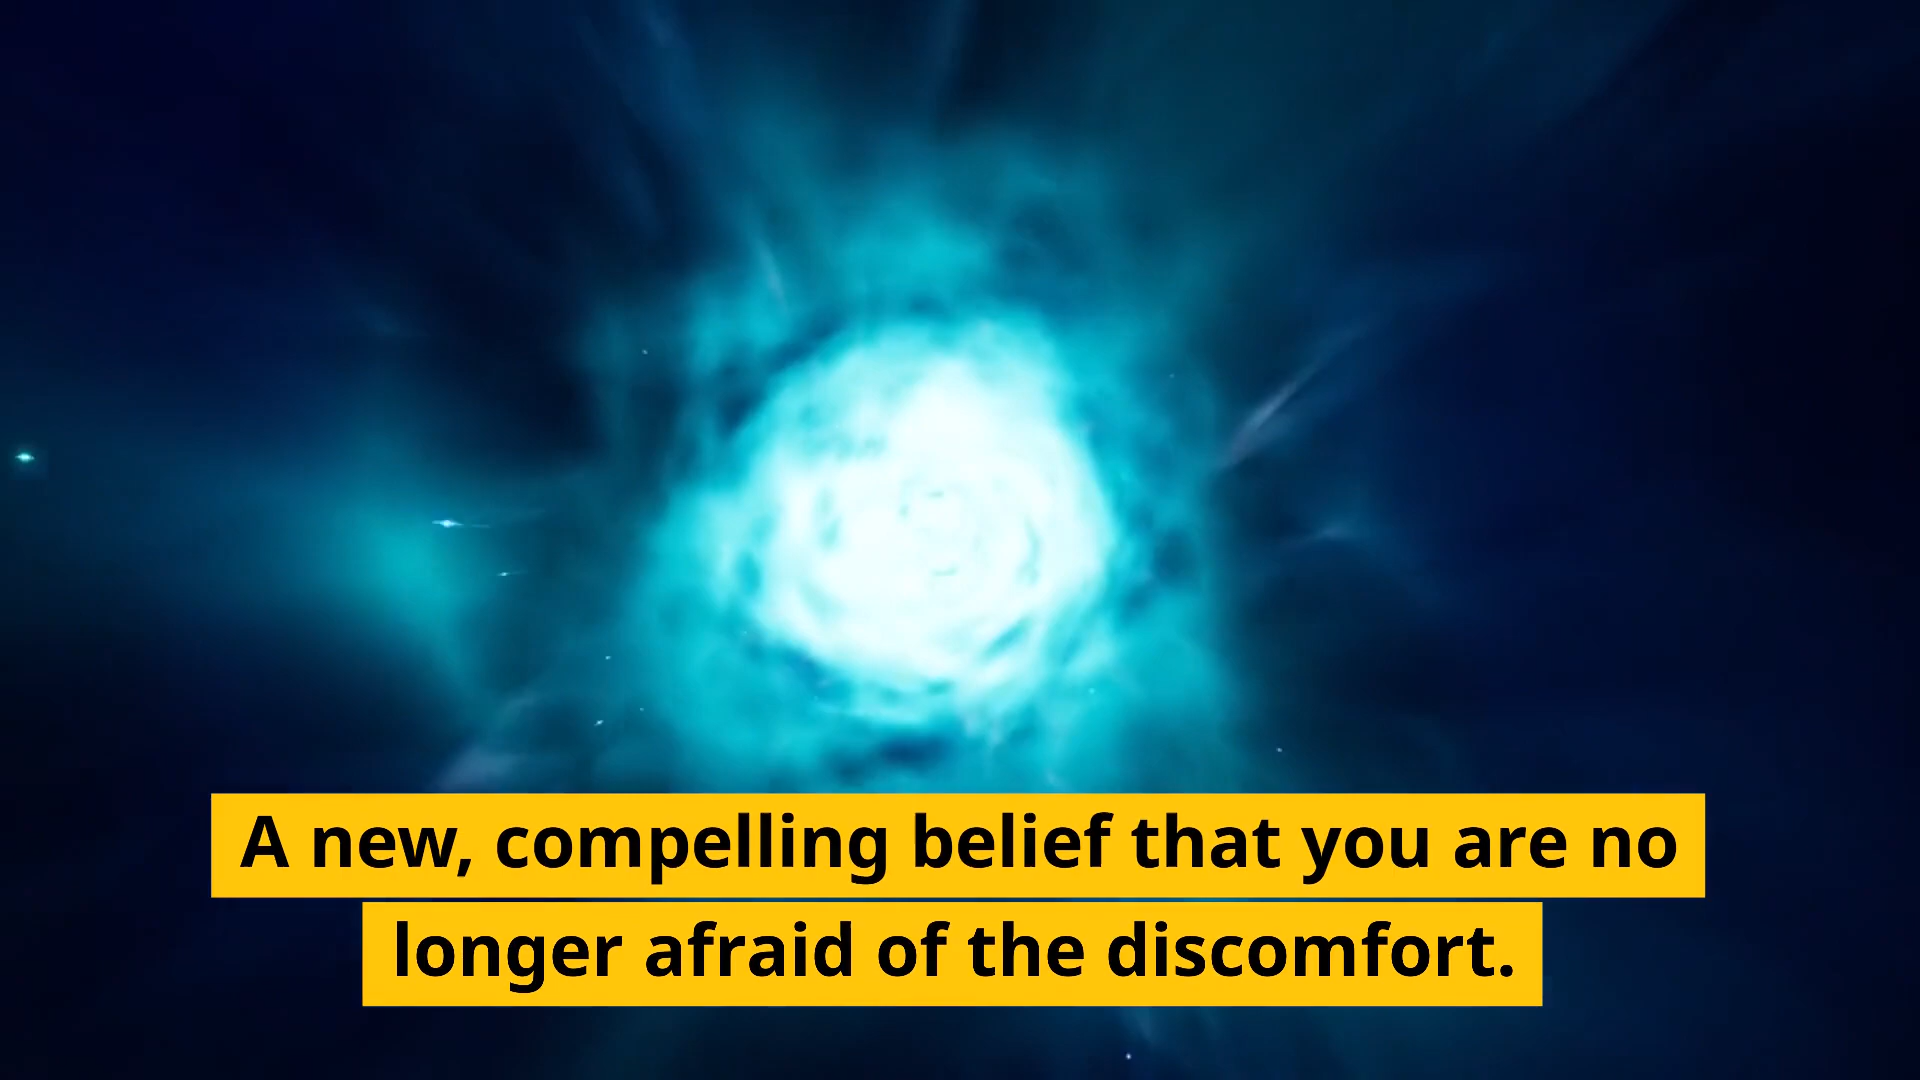 A new, compelling belief that you are no
longer afraid of the discomfort.